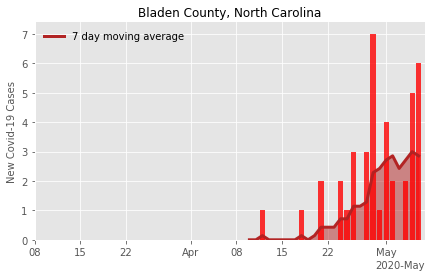 Bladen County, North Carolina
7 day moving average
New Covid-19 Cases
7
6
5
4
3
2
1
0
08 15 22 Apr 08 15 22 May
2020-May